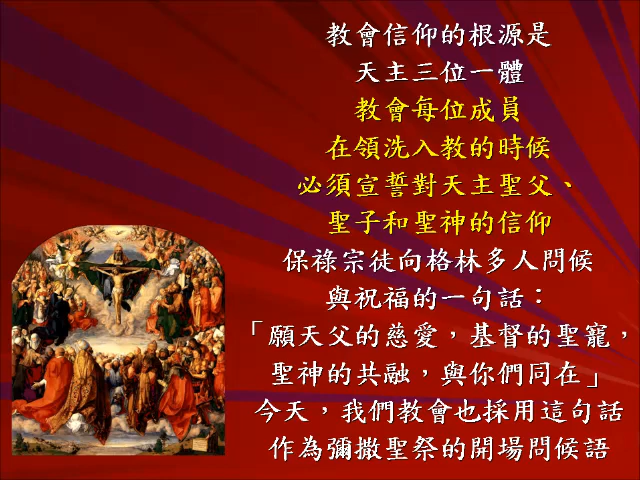 教會信仰的根源是
天主三位一體
教會每位成員
在領洗入教的時候
必須宣誓對天主聖父、
聖子和聖神的信仰
保祿宗徒向格林多人問候
與祝福的一句話：
「願天父的慈愛，基督的聖寵，
聖神的共融，與你們同在」
今天，我們教會也採用這句話
作為彌撒聖祭的開場問候語